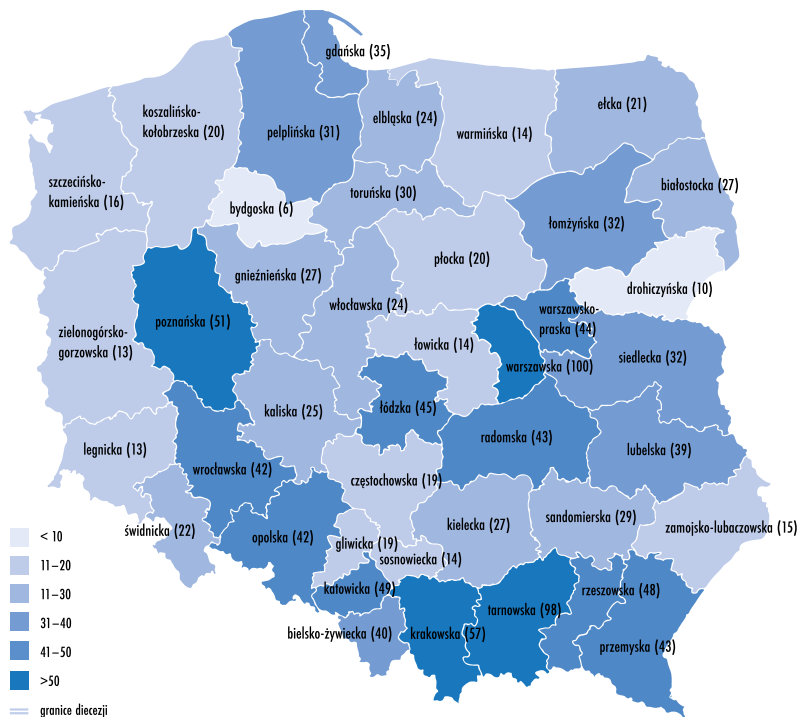 gdańska (35)
koszalińsko-
kołobrzeska (20)
pelplińska (31)
elbląska (24)
warmińska (14)
ełcka (21)
szczecińsko-
kamieńska (16)
bydgoska (6)
toruńska (30)
białostocka (27)
łomżyńska (32)
gnieźnieńska (27)
płocka (20)
drohiczyńska (10)
włocławska (24)
poznańska (51)
zielonogórsko-
gorzowska (13)
warszawsko-
praska (44)
łowicka (14)
warszawska (100)
siedlecka (32)
kaliska (25)
łódzka (45)
legnicka (13)
radomska (43)
lubelska (39)
wrocławska (42)
częstochowska (19)
świdnicka (22)
opolska (42)
gliwicka (19)
kielecka (27)
sandomierska (29)
zamojsko-lubaczowska (15)
sosnowiecka (14)
katowicka (49)
rzeszowska (48)
tarnowska (98)
bielsko-żywiecka (40)
krakowska (57)
przemyska (43)
< 10
11–20
11–30
31–40
41–50
>50
granice diecezji